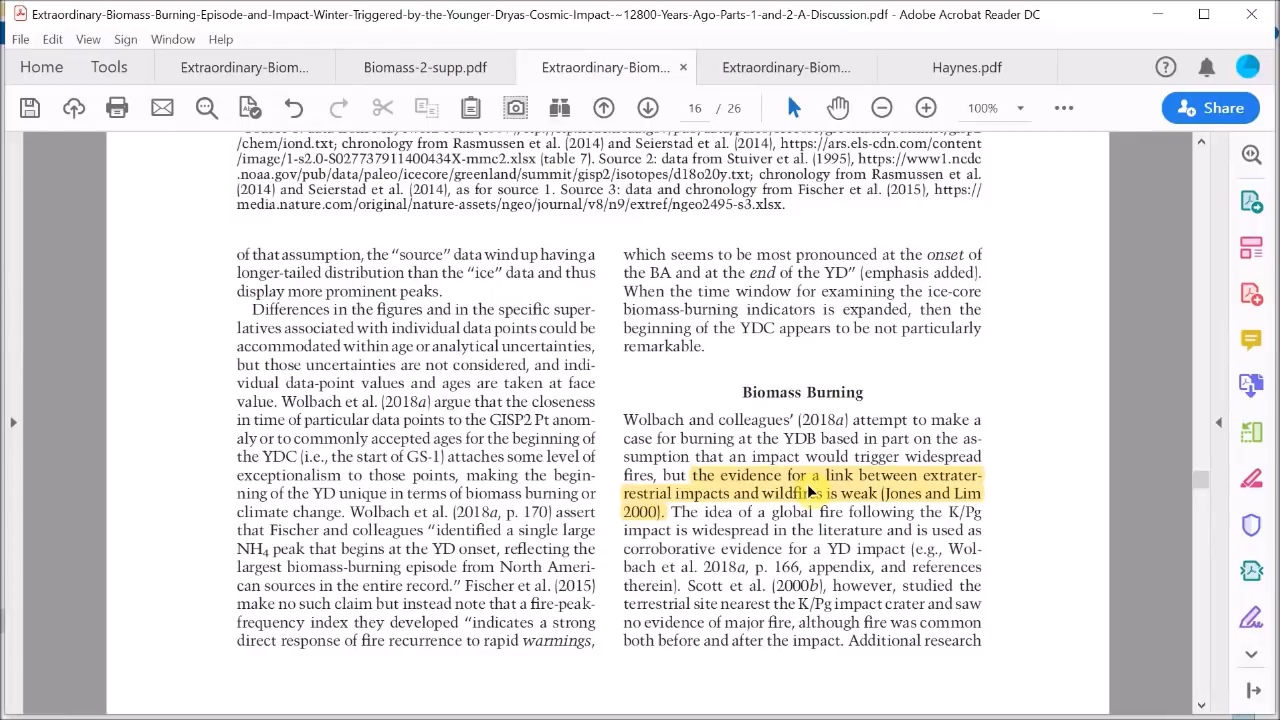 Extraordinary-Biomass-Burning-Episode-and-Impact-Winter-Triggered-by-the-Younger-Dryas-Cosmic-Impact-~12800-Years-Ago-Parts-1-and-2-A-Discussion.pdf - Adobe Acrobat Reader DC
File Edit View Sign Window Help
Home Tools Extraordinary-Biom... Biomass-2-supp.pdf Extraordinary-Biom... × Extraordinary-Biom... Haynes.pdf
16 / 26 100% Share
/chem/iond.txt; chronology from Rasmussen et al. (2014) and Seierstad et al. (2014), https://ars.els-cdn.com/content
/image/1-s2.0-S027737911400434X-mmc2.xlsx (table 7). Source 2: data from Stuiver et al. (1995), https://www1.ncdc
.noaa.gov/pub/data/paleo/icecore/greenland/summit/gisp2/isotopes/d18o20y.txt; chronology from Rasmussen et al.
(2014) and Seierstad et al. (2014), as for source 1. Source 3: data and chronology from Fischer et al. (2015), https://
media.nature.com/original/nature-assets/ngeo/journal/v8/n9/extref/ngeo2495-s3.xlsx.
of that assumption, the “source” data wind up having a
longer-tailed distribution than the “ice” data and thus
display more prominent peaks.
Differences in the figures and in the specific super-
latives associated with individual data points could be
accommodated within age or analytical uncertainties,
but those uncertainties are not considered, and indi-
vidual data-point values and ages are taken at face
value. Wolbach et al. (2018a) argue that the closeness
in time of particular data points to the GISP2 Pt anom-
aly or to commonly accepted ages for the beginning of
the YDC (i.e., the start of GS-1) attaches some level of
exceptionalism to those points, making the begin-
ning of the YD unique in terms of biomass burning or
climate change. Wolbach et al. (2018a, p. 170) assert
that Fischer and colleagues “identified a single large
NH4 peak that begins at the YD onset, reflecting the
largest biomass-burning episode from North Ameri-
can sources in the entire record.” Fischer et al. (2015)
make no such claim but instead note that a fire-peak-
frequency index they developed “indicates a strong
direct response of fire recurrence to rapid warmings,
which seems to be most pronounced at the onset of
the BA and at the end of the YD” (emphasis added).
When the time window for examining the ice-core
biomass-burning indicators is expanded, then the
beginning of the YDC appears to be not particularly
remarkable.
Biomass Burning
Wolbach and colleagues’ (2018a) attempt to make a
case for burning at the YDB based in part on the as-
sumption that an impact would trigger widespread
fires, but the evidence for a link between extrater-
restrial impacts and wildfires is weak (Jones and Lim
2000). The idea of a global fire following the K/Pg
impact is widespread in the literature and is used as
corroborative evidence for a YD impact (e.g., Wol-
bach et al. 2018a, p. 166, appendix, and references
therein). Scott et al. (2000b), however, studied the
terrestrial site nearest the K/Pg impact crater and saw
no evidence of major fire, although fire was common
both before and after the impact. Additional research